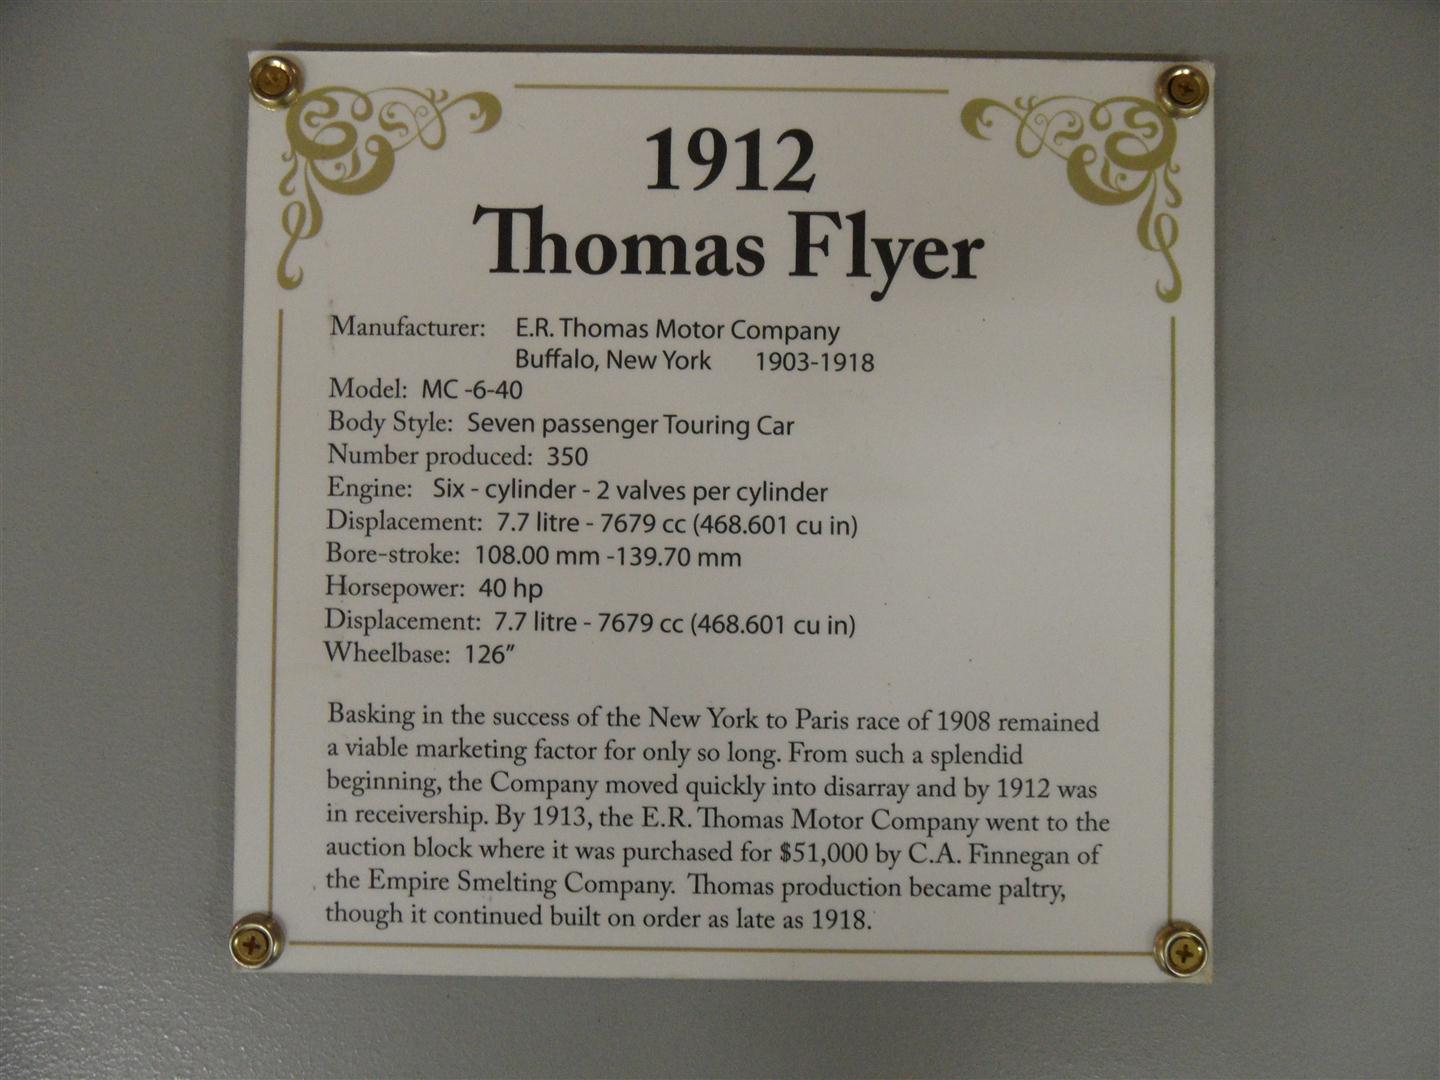 1912
Thomas Flyer
Manufacturer: E.R. Thomas Motor Company
Buffalo, New York 1903-1918
Model: MC -6-40
Body Style: Seven passenger Touring Car
Number produced: 350
Engine: Six - cylinder - 2 valves per cylinder
Displacement: 7.7 litre - 7679 cc (468.601 cu in)
Bore-stroke: 108.00 mm -139.70 mm
Horsepower: 40 hp
Displacement: 7.7 litre - 7679 cc (468.601 cu in)
Wheelbase: 126”
Basking in the success of the New York to Paris race of 1908 remained
a viable marketing factor for only so long. From such a splendid
beginning, the Company moved quickly into disarray and by 1912 was
in receivership. By 1913, the E.R. Thomas Motor Company went to the
auction block where it was purchased for $51,000 by C.A. Finnegan of
the Empire Smelting Company. Thomas production became paltry,
though it continued built on order as late as 1918.